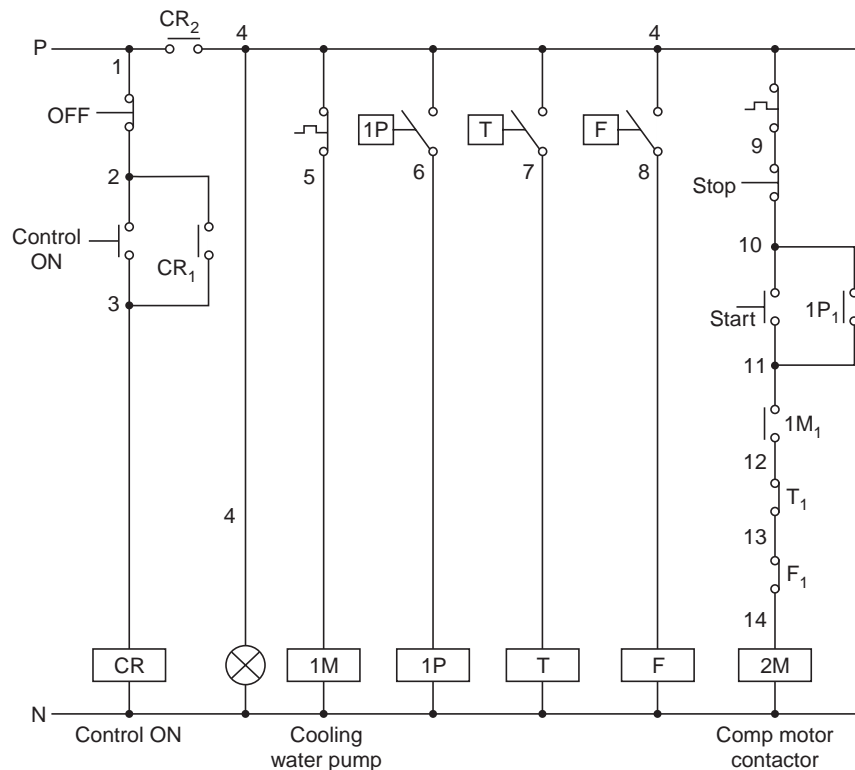 CR2
4
4
P
1
OFF
1P
T
F
9
5
6
7
8
2
Stop
Control
ON
CR1
10
3
Start
1P1
11
1M1
12
4
T1
13
F1
14
CR
1M
1P
T
F
2M
N
Control ON
Cooling
water pump
Comp motor
contactor